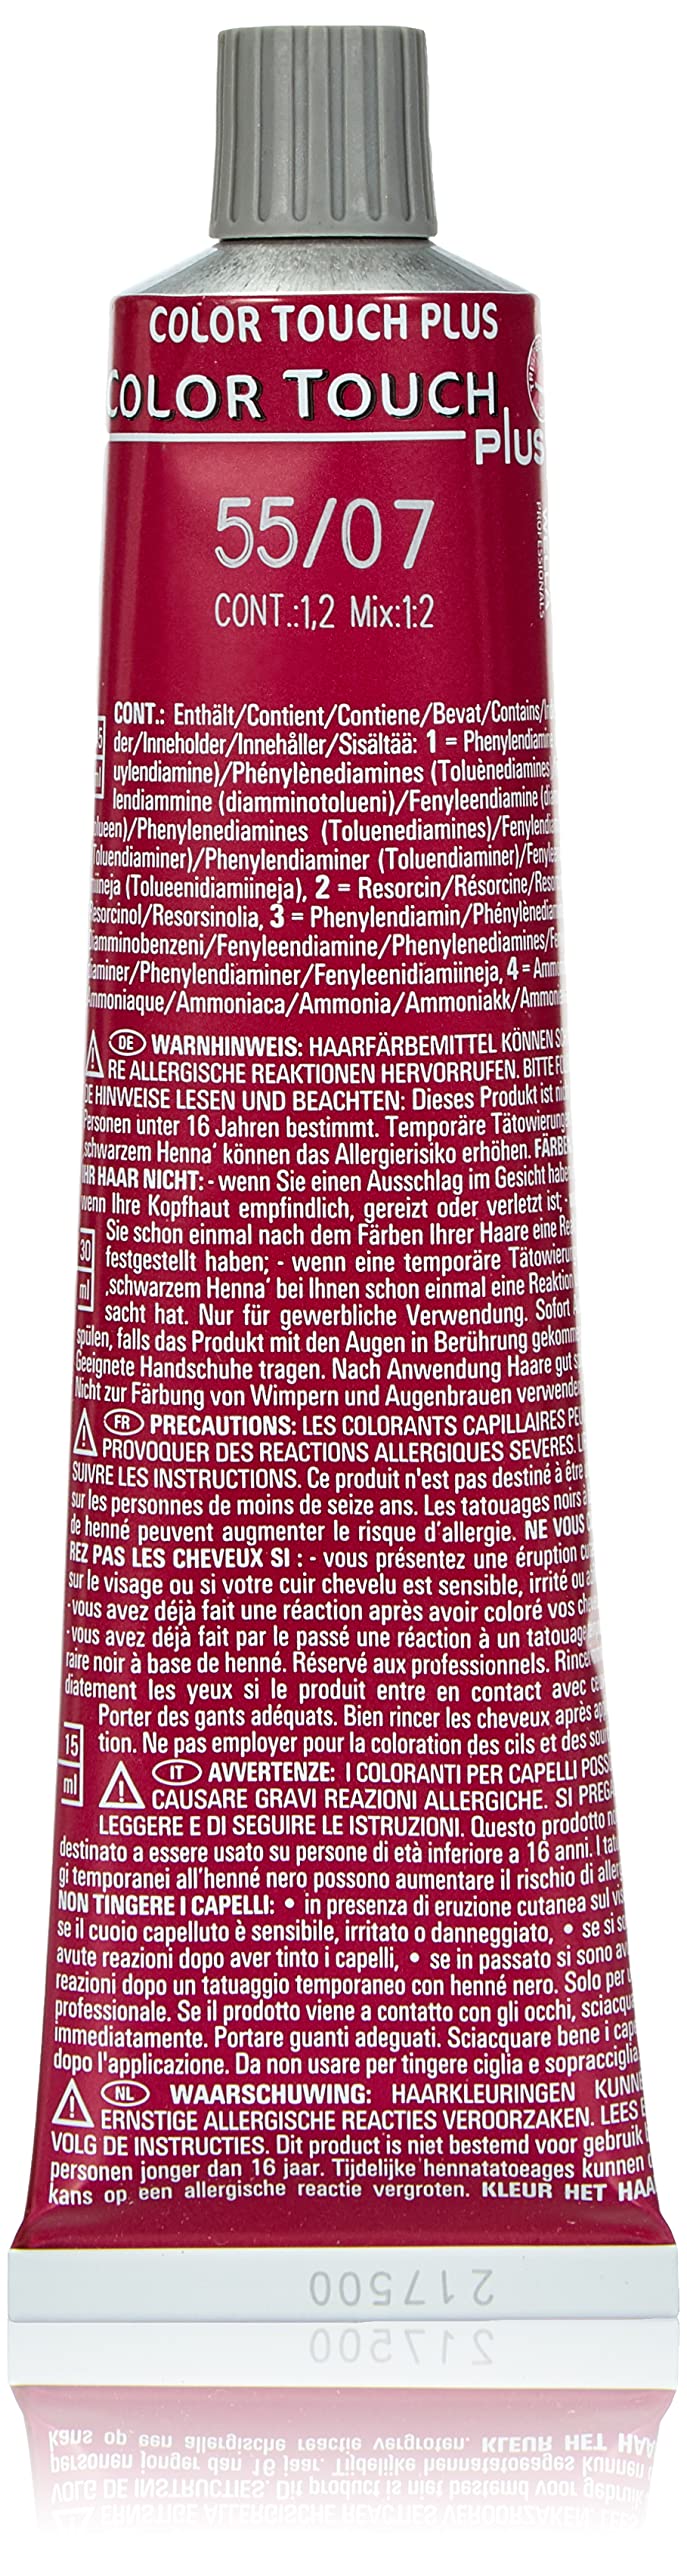 COLOR TOUCH PLUS
COLOR TOUCH
plus
WELLA
PROFESSIONALS
55/07
CONT.:1,2 Mix:1:2
CONT.: Enthält/Contient/Contiene/Bevat/Contains/
der/Inneholder/Innehåller/Sisältää: 1 = Phenylendiamine
uylendiamine)/Phénylènediamines (Toluènediamines)
lendiammine (diamminotolueni)/Fenyleendiamine
/Phenylenediamines (Toluenediamines)/
Toluendiaminer)/Phenylendiaminer (Toluendiaminer)/
miineja (Tolueenidiamiineja), 2 = Resorcin/Résorcine/
Resorcinol/Resorsinolia, 3 = Phenylendiamin/
Diamminobenzeni/Fenyleendiamine/Phenylenediamines/
diaminer/Phenylendiaminer/Fenyleenidiamiineja, 4 =
Ammoniaque/Ammoniaca/Ammonia/Ammoniakk/
DE WARNHINWEIS: HAARFÄRBEMITTEL KÖNNEN
RE ALLERGISCHE REAKTIONEN HERVORRUFEN. BITTE
DE HINWEISE LESEN UND BEACHTEN: Dieses Produkt ist
Personen unter 16 Jahren bestimmt. Temporäre
‚schwarzem Henna‘ können das Allergierisiko erhöhen.
IHR HAAR NICHT: - wenn Sie einen Ausschlag im Gesicht haben
wenn Ihre Kopfhaut empfindlich, gereizt oder verletzt ist; -
Sie schon einmal nach dem Färben Ihrer Haare eine
30 festgestellt haben; - wenn eine temporäre
ml ‚schwarzem Henna‘ bei Ihnen schon einmal eine Reaktion
sacht hat. Nur für gewerbliche Verwendung. Sofort
spülen, falls das Produkt mit den Augen in Berührung
Geeignete Handschuhe tragen. Nach Anwendung Haare gut
Nicht zur Färbung von Wimpern und Augenbrauen verwenden
FR PRECAUTIONS: LES COLORANTS CAPILLAIRES
PROVOQUER DES REACTIONS ALLERGIQUES SEVERES.
SUIVRE LES INSTRUCTIONS. Ce produit n'est pas destiné à être
sur les personnes de moins de seize ans. Les tatouages noirs à
de henné peuvent augmenter le risque d'allergie. NE VOUS
REZ PAS LES CHEVEUX SI : - vous présentez une éruption
sur le visage ou si votre cuir chevelu est sensible, irrité ou
-vous avez déjà fait une réaction après avoir coloré vos
-vous avez déjà fait par le passé une réaction à un tatouage
raire noir à base de henné. Réservé aux professionnels. Rincer
diatement les yeux si le produit entre en contact avec
Porter des gants adéquats. Bien rincer les cheveux après
15 tion. Ne pas employer pour la coloration des cils et des
ml IT AVVERTENZE: I COLORANTI PER CAPELLI
CAUSARE GRAVI REAZIONI ALLERGICHE. SI
LEGGERE E DI SEGUIRE LE ISTRUZIONI. Questo prodotto
destinato a essere usato su persone di età inferiore a 16 anni. I
gi temporanei all'henné nero possono aumentare il rischio di
NON TINGERE I CAPELLI: • in presenza di eruzione cutanea sul
se il cuoio capelluto è sensibile, irritato o danneggiato, • se si
avute reazioni dopo aver tinto i capelli, • se in passato si sono
reazioni dopo un tatuaggio temporaneo con henné nero. Solo per
professionale. Se il prodotto viene a contatto con gli occhi,
immediatamente. Portare guanti adeguati. Sciacquare bene i
dopo l'applicazione. Da non usare per tingere ciglia e sopracciglia
NL WAARSCHUWING: HAARKLEURINGEN
ERNSTIGE ALLERGISCHE REACTIES VEROORZAKEN. LEES
VOLG DE INSTRUCTIES. Dit product is niet bestemd voor gebruik
personen jonger dan 16 jaar. Tijdelijke hennatatoeages kunnen
kans op een allergische reactie vergroten. KLEUR HET
217500